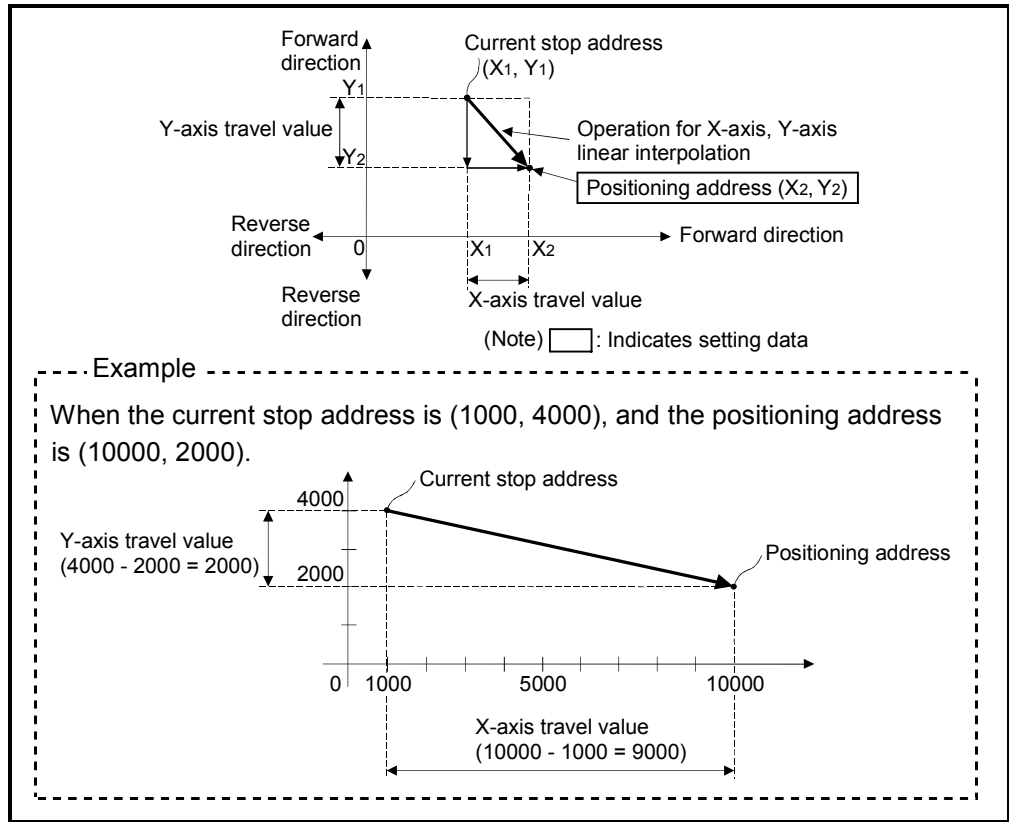 Forward
direction
Current stop address
(X1, Y1)
Y1
Y-axis travel value
Operation for X-axis, Y-axis
linear interpolation
Y2
Positioning address (X2, Y2)
Reverse
direction
0
X1
X2
Forward direction
Reverse
direction
X-axis travel value
(Note) : Indicates setting data
Example
When the current stop address is (1000, 4000), and the positioning address
is (10000, 2000).
Current stop address
4000
Y-axis travel value
(4000 - 2000 = 2000)
Positioning address
2000
0
1000
5000
10000
X-axis travel value
(10000 - 1000 = 9000)